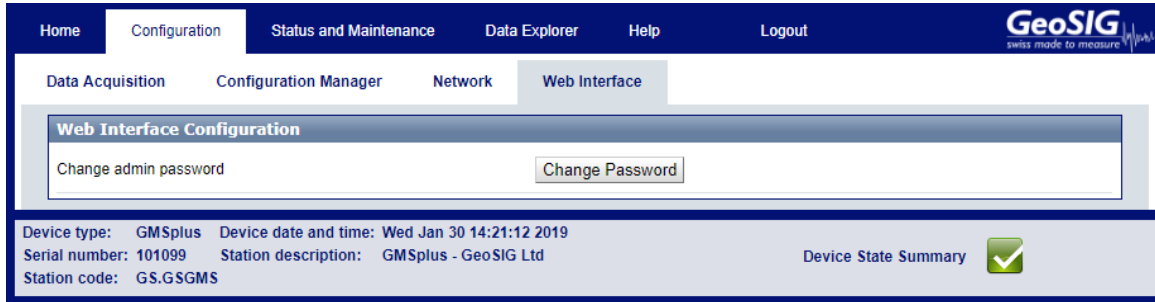 Home Configuration Status and Maintenance Data Explorer Help Logout GeoSIG
swiss made to measure
Data Acquisition Configuration Manager Network Web Interface
Web Interface Configuration
Change admin password Change Password
Device type: GMSplus Device date and time: Wed Jan 30 14:21:12 2019
Serial number: 101099 Station description: GMSplus - GeoSIG Ltd Device State Summary
Station code: GS.GSGMS